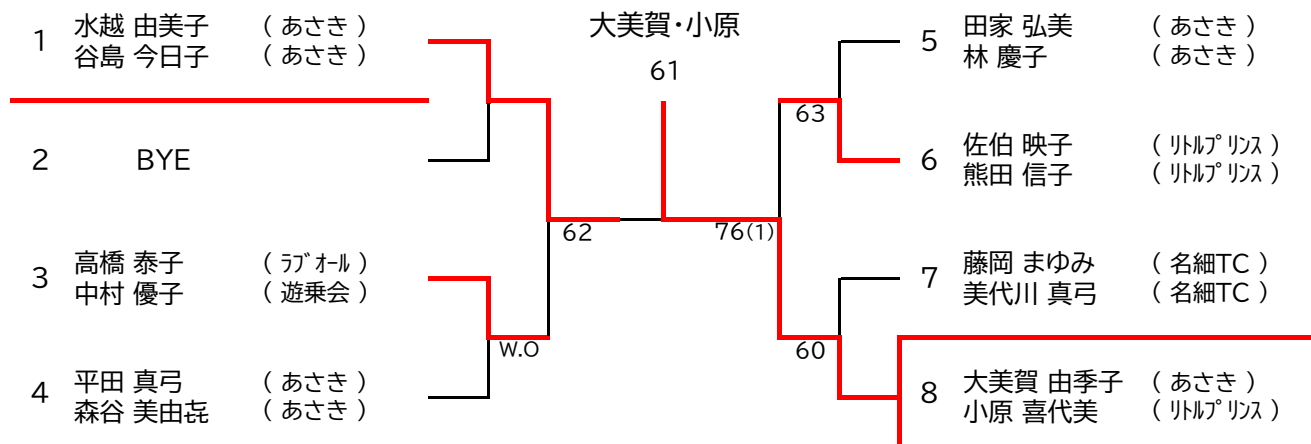 大美賀・小原
61
1 水越 由美子 ( あさき )
谷島 今日子 ( あさき )
2 BYE
62
3 高橋 泰子 ( ﾗﾌﾞｵｰﾙ )
中村 優子 ( 遊乗会 )
W.O
4 平田 真弓 ( あさき )
森谷 美由㐂 ( あさき )
5 田家 弘美 ( あさき )
林 慶子 ( あさき )
63
6 佐伯 映子 ( ﾘﾄﾙﾌﾟﾘﾝｽ )
熊田 信子 ( ﾘﾄﾙﾌﾟﾘﾝｽ )
76(1)
7 藤岡 まゆみ ( 名細TC )
美代川 真弓 ( 名細TC )
60
8 大美賀 由季子 ( あさき )
小原 喜代美 ( ﾘﾄﾙﾌﾟﾘﾝｽ )